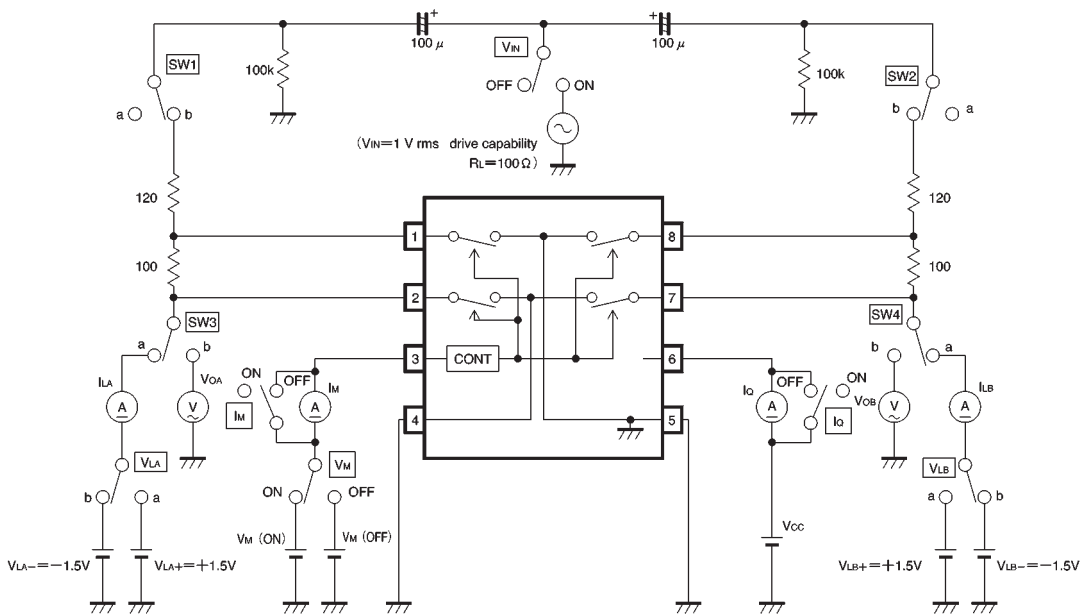 +
+
100 μ
100 μ
VIN
SW1
SW2
100k
100k
OFF
ON
a
b
b
a
(VIN=1 V rms drive capability
RL=100Ω)
120
120
1
8
100
100
2
7
SW3
SW4
a
b
b
a
3
CONT
6
ILA
VOA
ON
OFF
IM
IM
A
V
A
IQ
OFF
ON
VOB
ILB
A
IQ
V
A
4
5
VLA
VM
VLB
b
a
ON
OFF
a
b
VM (ON)
VM (OFF)
VCC
VLA-=-1.5V
VLA+=+1.5V
VLB+=+1.5V
VLB-=-1.5V